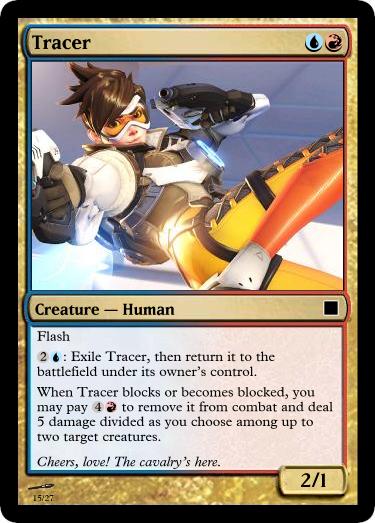 Tracer
Creature — Human
Flash
2: Exile Tracer, then return it to the
battlefield under its owner's control.
When Tracer blocks or becomes blocked, you
may pay 4 to remove it from combat and deal
5 damage divided as you choose among up to
two target creatures.
Cheers, love! The cavalry's here.
2/1
15/27